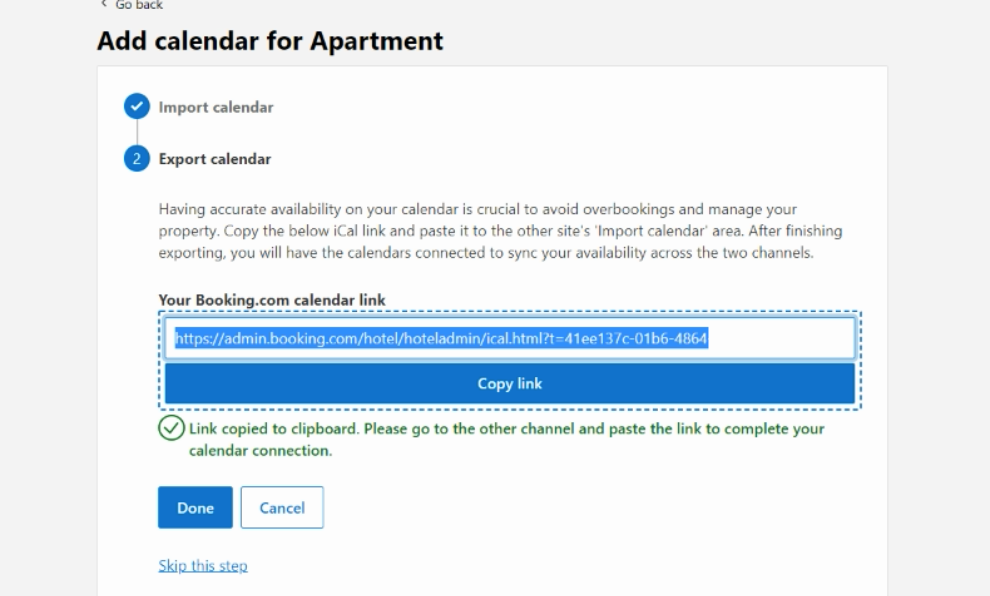 Go back
Add calendar for Apartment
Import calendar
2 Export calendar
Having accurate availability on your calendar is crucial to avoid overbookings and manage your
property. Copy the below iCal link and paste it to the other site's 'Import calendar' area. After finishing
exporting, you will have the calendars connected to sync your availability across the two channels.
Your Booking.com calendar link
https://admin.booking.com/hotel/hoteladmin/ical.html?t=41ee137c-01b6-4864
Copy link
Link copied to clipboard. Please go to the other channel and paste the link to complete your
calendar connection.
Done Cancel
Skip this step